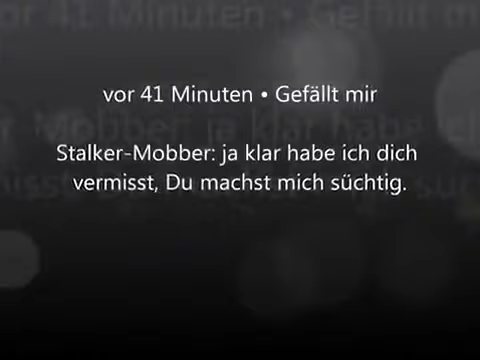 vor 41 Minuten • Gefällt mir
Stalker-Mobber: ja klar habe ich dich
vermisst, Du machst mich süchtig.